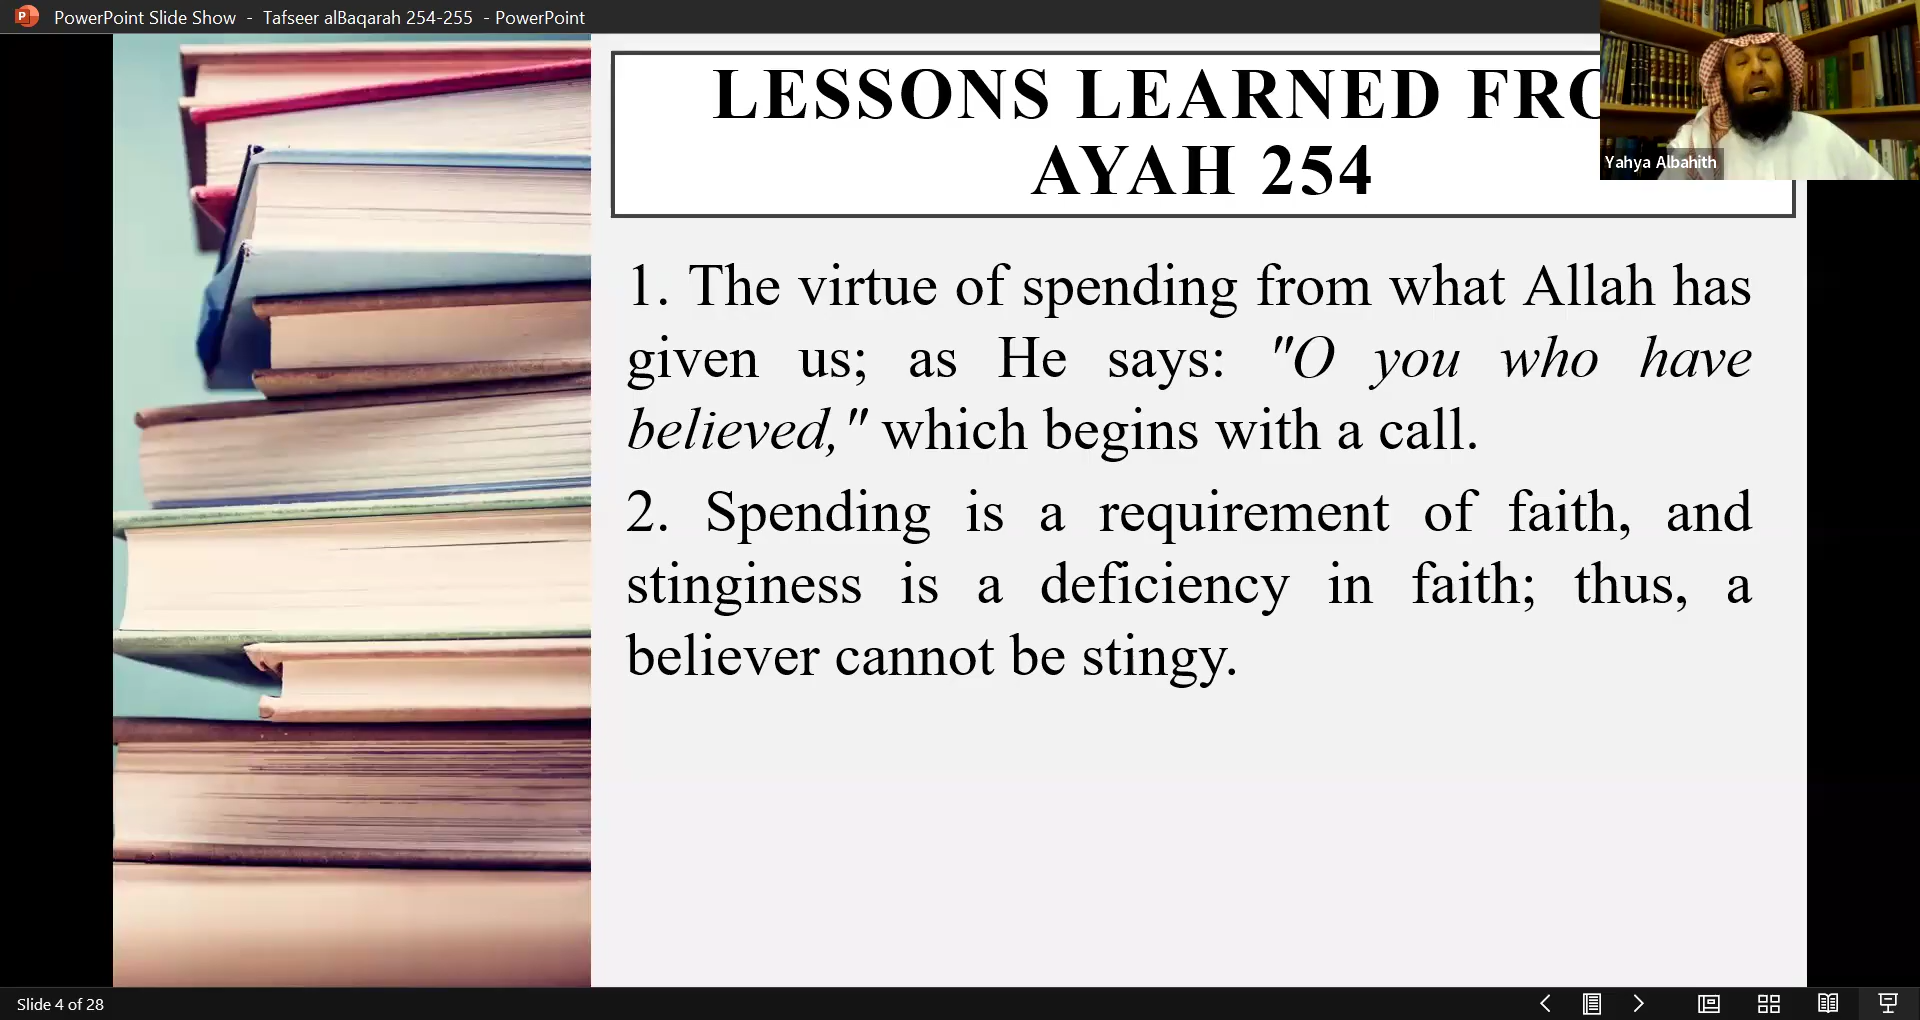 PowerPoint Slide Show - Tafseer alBaqarah 254-255 - PowerPoint
LESSONS LEARNED FRO
AYAH 254
Yahya Albahith
1. The virtue of spending from what Allah has
given us; as He says: "O you who have
believed," which begins with a call.
2. Spending is a requirement of faith, and
stinginess is a deficiency in faith; thus, a
believer cannot be stingy.
Slide 4 of 28